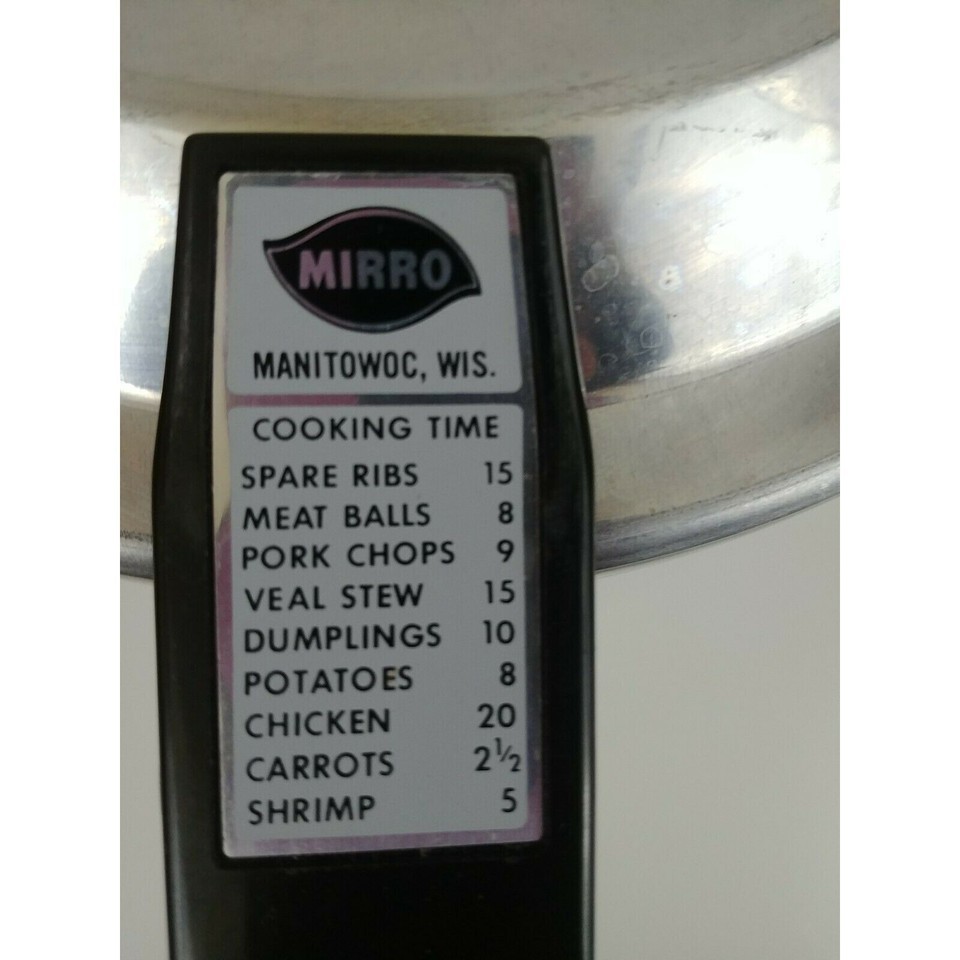 MIRRO
MANITOWOC, WIS.
COOKING TIME
SPARE RIBS 15
MEAT BALLS 8
PORK CHOPS 9
VEAL STEW 15
DUMPLINGS 10
POTATOES 8
CHICKEN 20
CARROTS 2½
SHRIMP 5